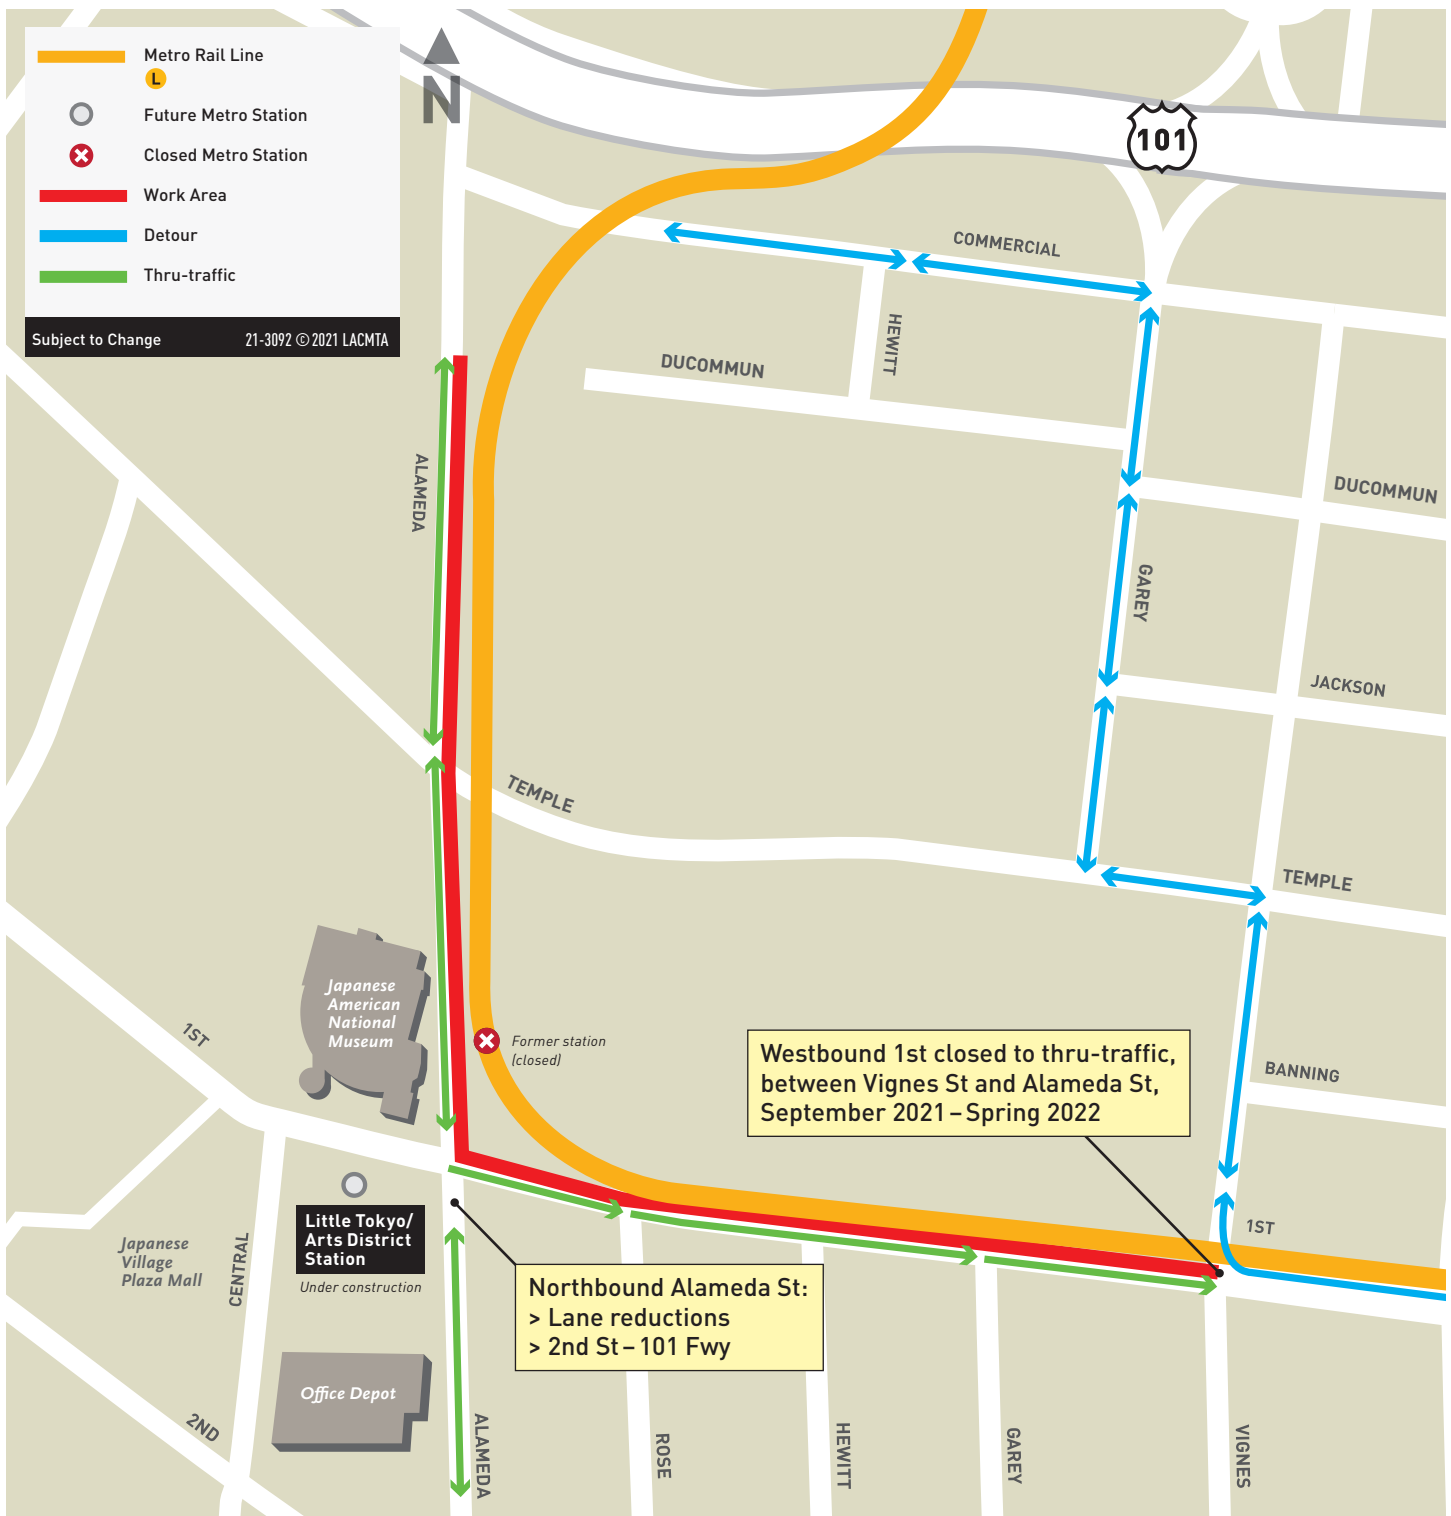 Metro Rail Line
L
Future Metro Station
Closed Metro Station
Work Area
Detour
Thru-traffic
Subject to Change 21-3092 © 2021 LACMTA
N
101
COMMERCIAL
HEWITT
DUCOMMUN
ALAMEDA
DUCOMMUN
GAREY
JACKSON
TEMPLE
TEMPLE
Japanese
American
National
Museum
1ST
Former station
(closed)
Westbound 1st closed to thru-traffic,
between Vignes St and Alameda St,
September 2021 – Spring 2022
BANNING
1ST
Little Tokyo/
Arts District
Station
Under construction
Japanese
Village
Plaza Mall
CENTRAL
Northbound Alameda St:
> Lane reductions
> 2nd St – 101 Fwy
Office Depot
2ND
ALAMEDA
ROSE
HEWITT
GAREY
VIGNES